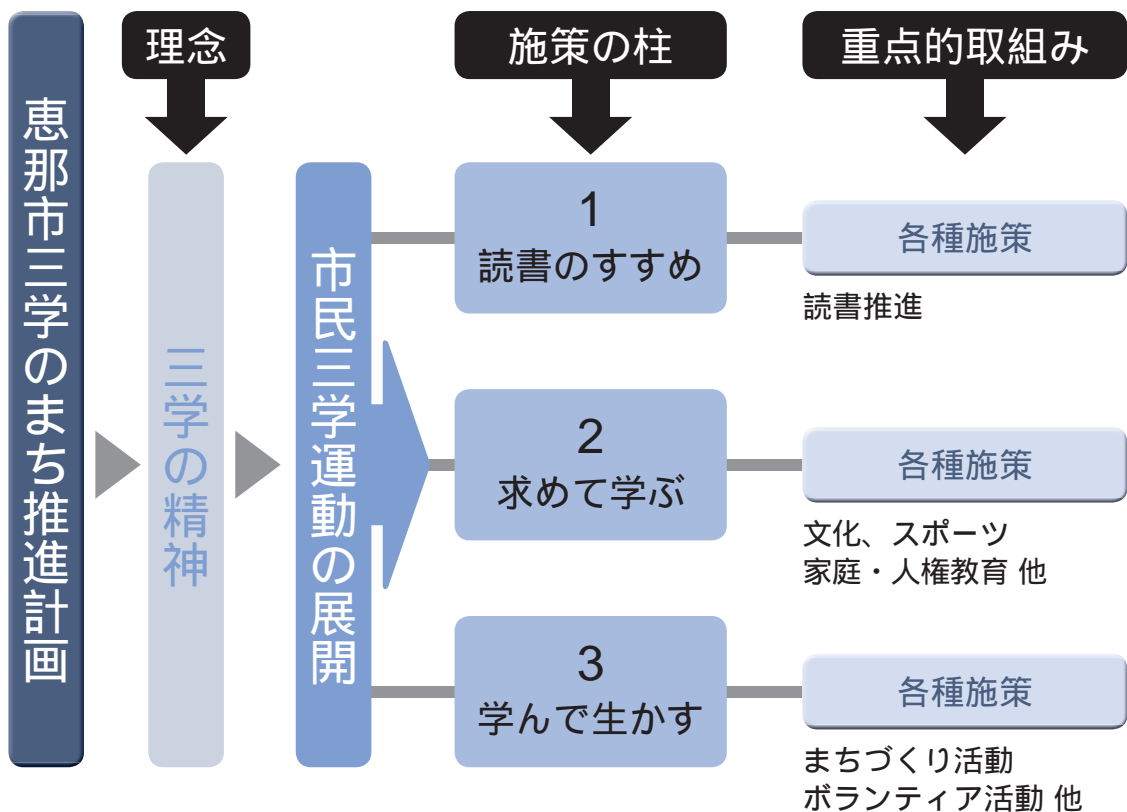 恵那市三学のまち推進計画
理念
三学の精神
市民三学運動の展開
施策の柱
重点的取組み
1
読書のすすめ
各種施策
読書推進
2
求めて学ぶ
各種施策
文化、スポーツ
家庭・人権教育 他
3
学んで生かす
各種施策
まちづくり活動
ボランティア活動 他